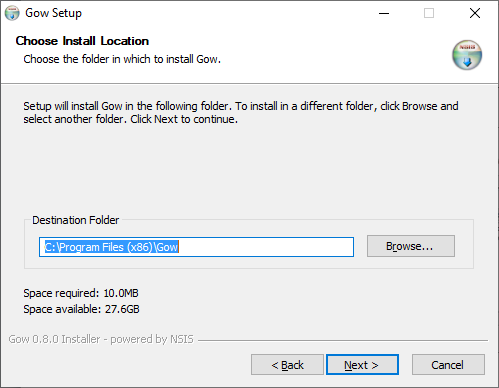 Gow Setup
Choose Install Location
Choose the folder in which to install Gow.
NSIS
Setup will install Gow in the following folder. To install in a different folder, click Browse and
select another folder. Click Next to continue.
Destination Folder
C:\Program Files (x86)\Gow
Browse...
Space required: 10.0MB
Space available: 27.6GB
Gow 0.8.0 Installer - powered by NSIS
< Back
Next >
Cancel